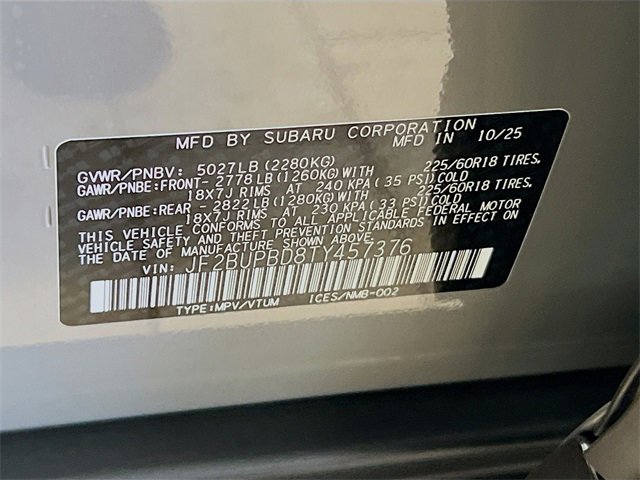 MFD BY SUBARU CORPORATION
MFD IN 10/25
GVWR/PNBV: 5027LB (2280KG)
GAWR/PNBE:FRONT- 2778LB (1260KG)WITH 225/60R18 TIRES,
18X7J RIMS AT 240 KPA( 35 PSI)COLD
GAWR/PNBE:REAR - 2822LB (1280KG)WITH 225/60R18 TIRES,
18X7J RIMS AT 230 KPA( 33 PSI)COLD
THIS VEHICLE CONFORMS TO ALL APPLICABLE FEDERAL MOTOR
VEHICLE SAFETY AND THEFT PREVENTION STANDARDS IN EFFECT ON
THE DATE OF MANUFACTURE SHOWN ABOVE.
VIN: JF2BUPBD8TY457376
TYPE:MPV/VTUM ICES/NMB-002